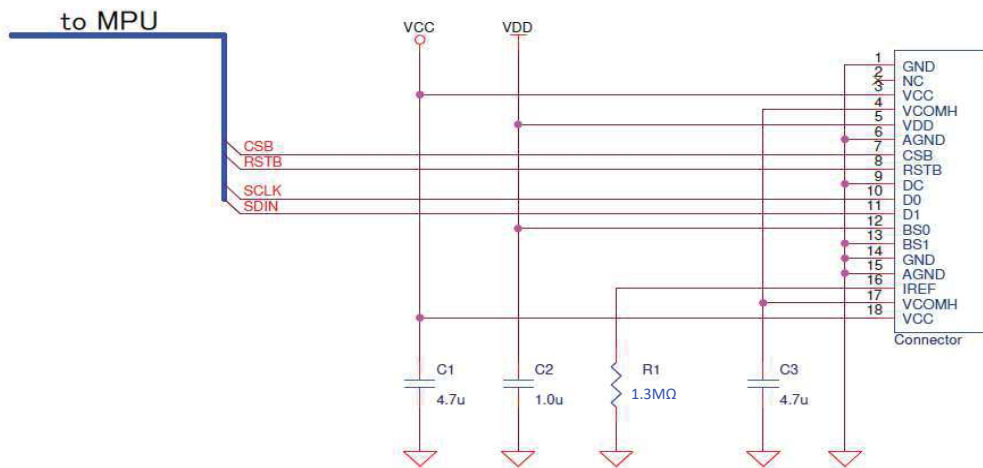 to MPU
VCC VDD
1 GND
2 NC
3 VCC
4 VCOMH
5 VDD
6 AGND
CSB 7 CSB
RSTB 8 RSTB
9 DC
SCLK 10 D0
SDIN 11 D1
12 BS0
13 BS1
14 GND
15 AGND
16 IREF
17 VCOMH
18 VCC
Connector
C1 C2 R1 C3
4.7u 1.0u 1.3MΩ 4.7u